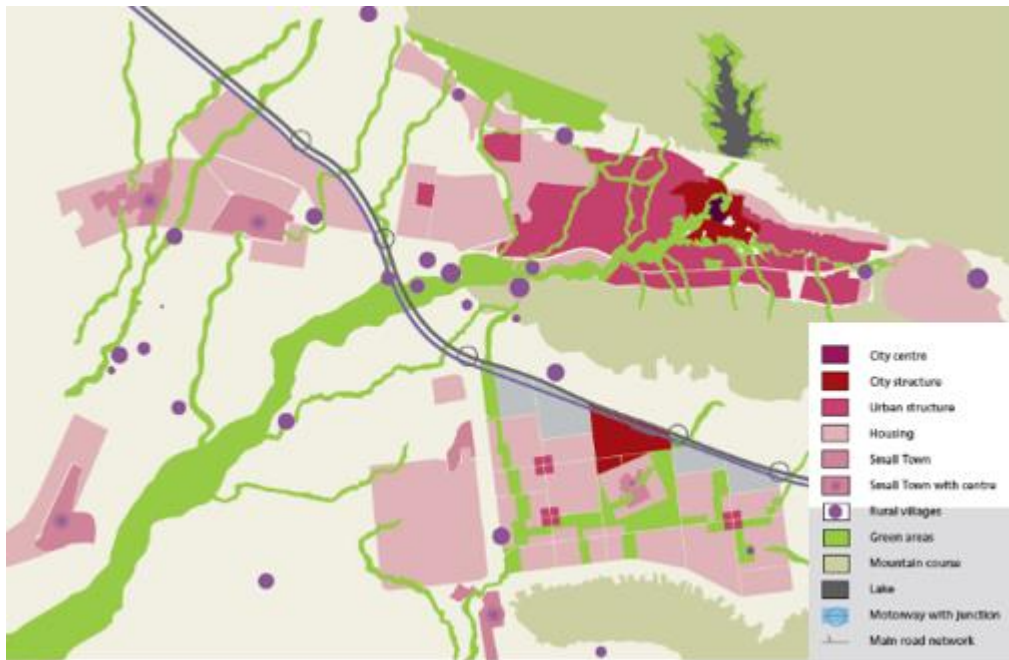 City centre
City structure
Urban structure
Housing
Small Town
Small Town with centre
Rural villages
Green areas
Mountain course
Lake
Motorway with junction
Main road network